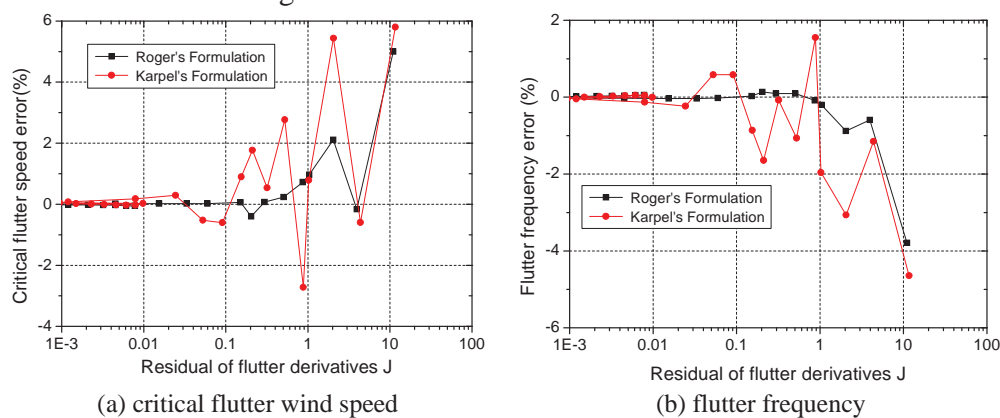 Critical flutter speed error(%)
6
4
2
0
-2
-4
Roger's Formulation
Karpel's Formulation
1E-3 0.01 0.1 1 10 100
Residual of flutter derivatives J
(a) critical flutter wind speed
Flutter frequency error (%)
2
0
-2
-4
-6
Roger's Formulation
Karpel's Formulation
1E-3 0.01 0.1 1 10 100
Residual of flutter derivatives J
(b) flutter frequency